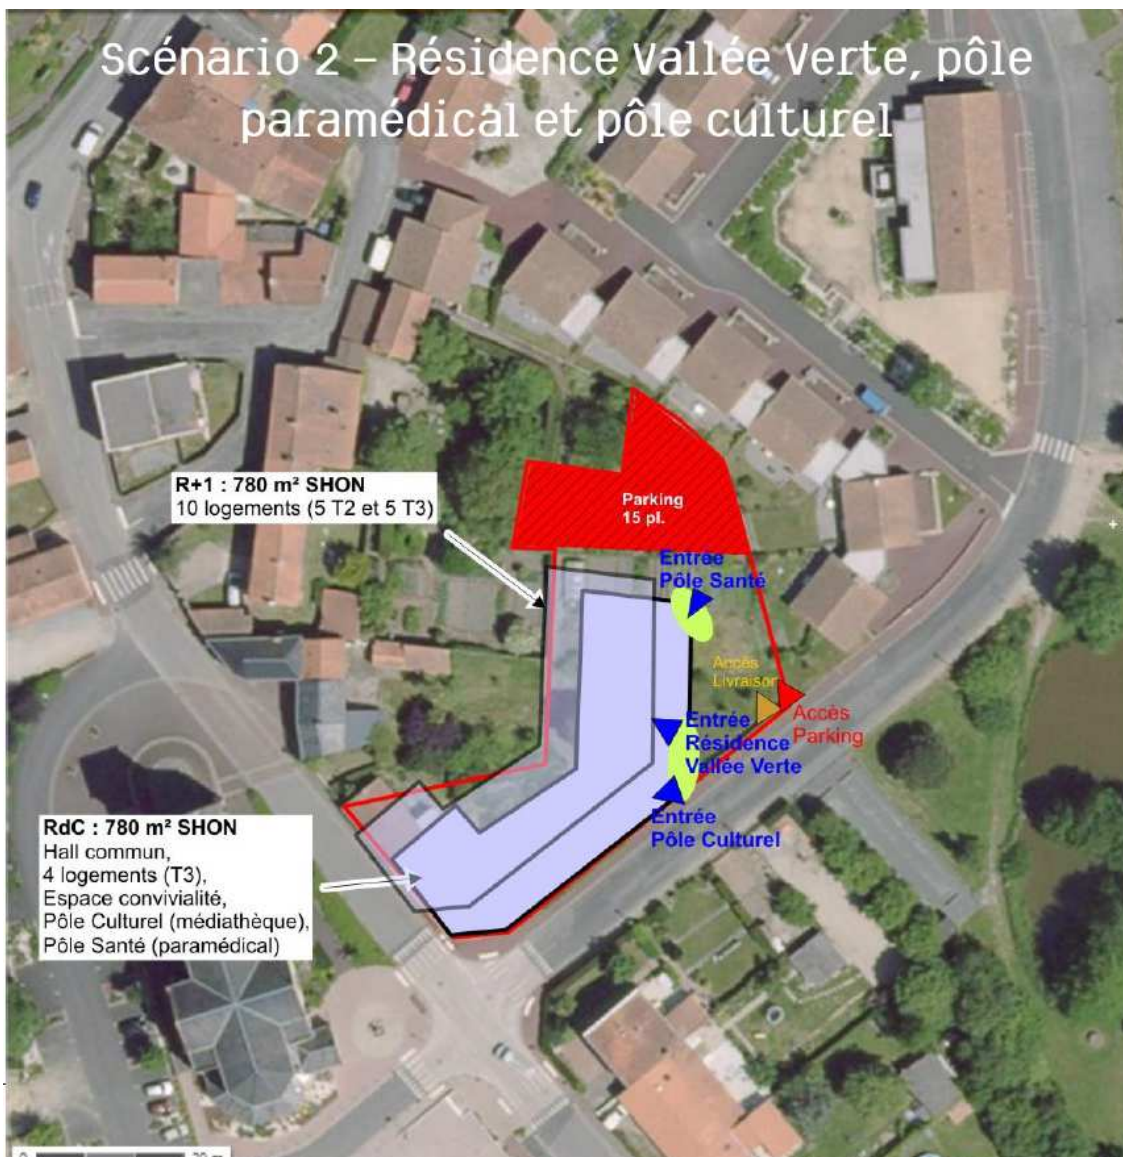 Scénario 2 – Résidence Vallée Verte, pôle
paramédical et pôle culturel
R+1 : 780 m² SHON
10 logements (5 T2 et 5 T3)
Parking
15 pl.
Entrée
Pôle Santé
Accès
Livraison
Accès
Parking
Entrée
Résidence
Vallée Verte
Entrée
Pôle Culturel
RdC : 780 m² SHON
Hall commun,
4 logements (T3),
Espace convivialité,
Pôle Culturel (médiathèque),
Pôle Santé (paramédical)